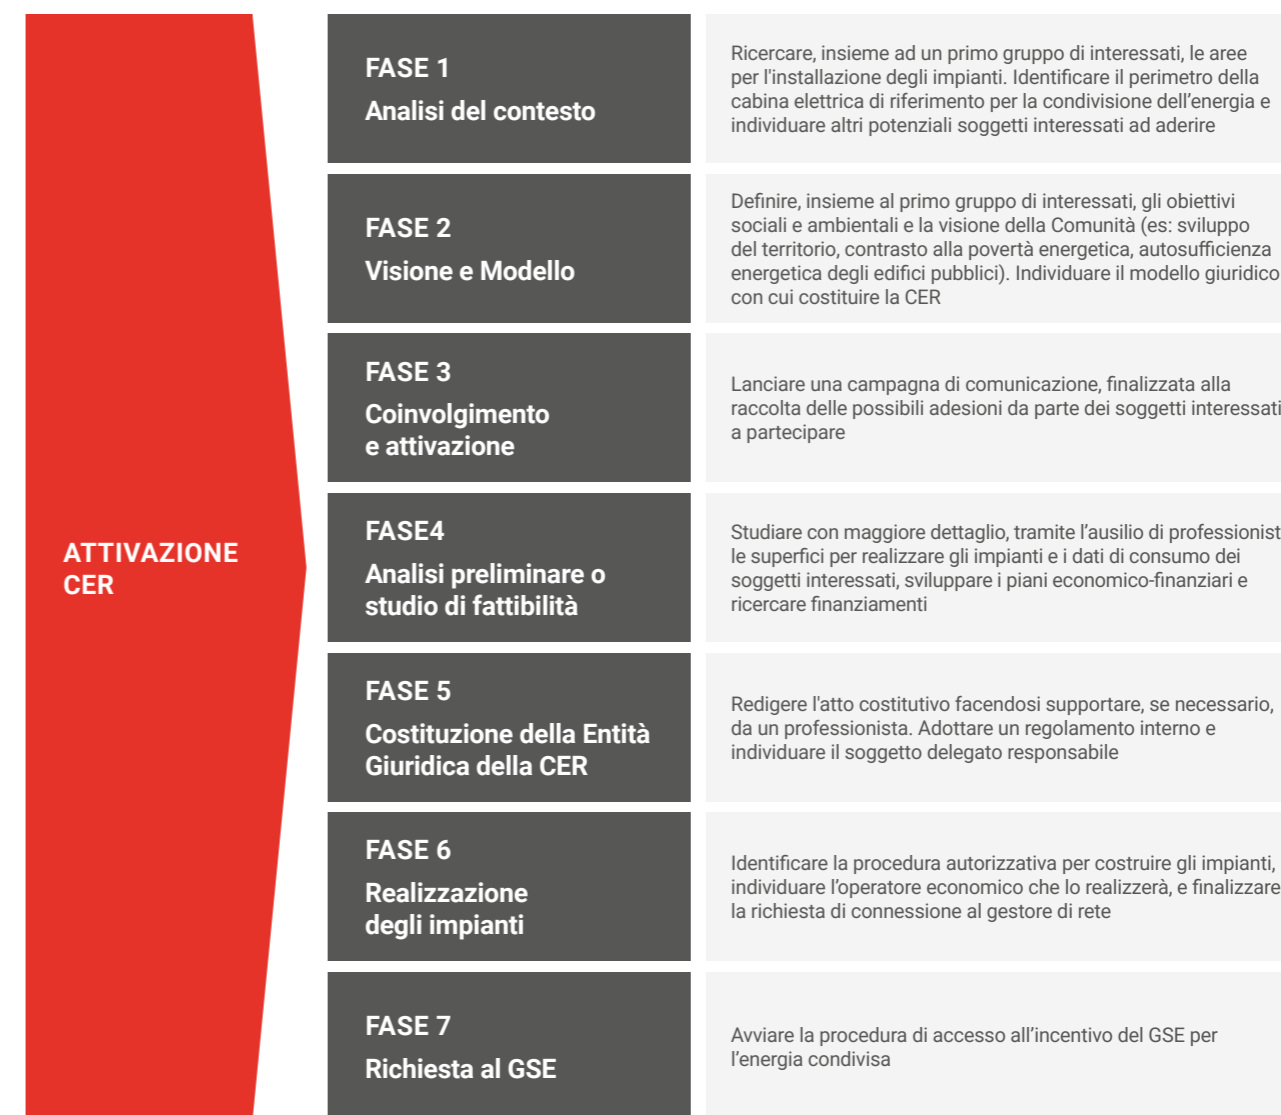 ATTIVAZIONE
CER
FASE 1
Analisi del contesto
Ricercare, insieme ad un primo gruppo di interessati, le aree
per l'installazione degli impianti. Identificare il perimetro della
cabina elettrica di riferimento per la condivisione dell’energia e
individuare altri potenziali soggetti interessati ad aderire
FASE 2
Visione e Modello
Definire, insieme al primo gruppo di interessati, gli obiettivi
sociali e ambientali e la visione della Comunità (es: sviluppo
del territorio, contrasto alla povertà energetica, autosufficienza
energetica degli edifici pubblici). Individuare il modello giuridico
con cui costituire la CER
FASE 3
Coinvolgimento
e attivazione
Lanciare una campagna di comunicazione, finalizzata alla
raccolta delle possibili adesioni da parte dei soggetti interessati
a partecipare
FASE4
Analisi preliminare o
studio di fattibilità
Studiare con maggiore dettaglio, tramite l’ausilio di professionist
le superfici per realizzare gli impianti e i dati di consumo dei
soggetti interessati, sviluppare i piani economico-finanziari e
ricercare finanziamenti
FASE 5
Costituzione della Entità
Giuridica della CER
Redigere l'atto costitutivo facendosi supportare, se necessario,
da un professionista. Adottare un regolamento interno e
individuare il soggetto delegato responsabile
FASE 6
Realizzazione
degli impianti
Identificare la procedura autorizzativa per costruire gli impianti,
individuare l’operatore economico che lo realizzerà, e finalizzare
la richiesta di connessione al gestore di rete
FASE 7
Richiesta al GSE
Avviare la procedura di accesso all’incentivo del GSE per
l’energia condivisa